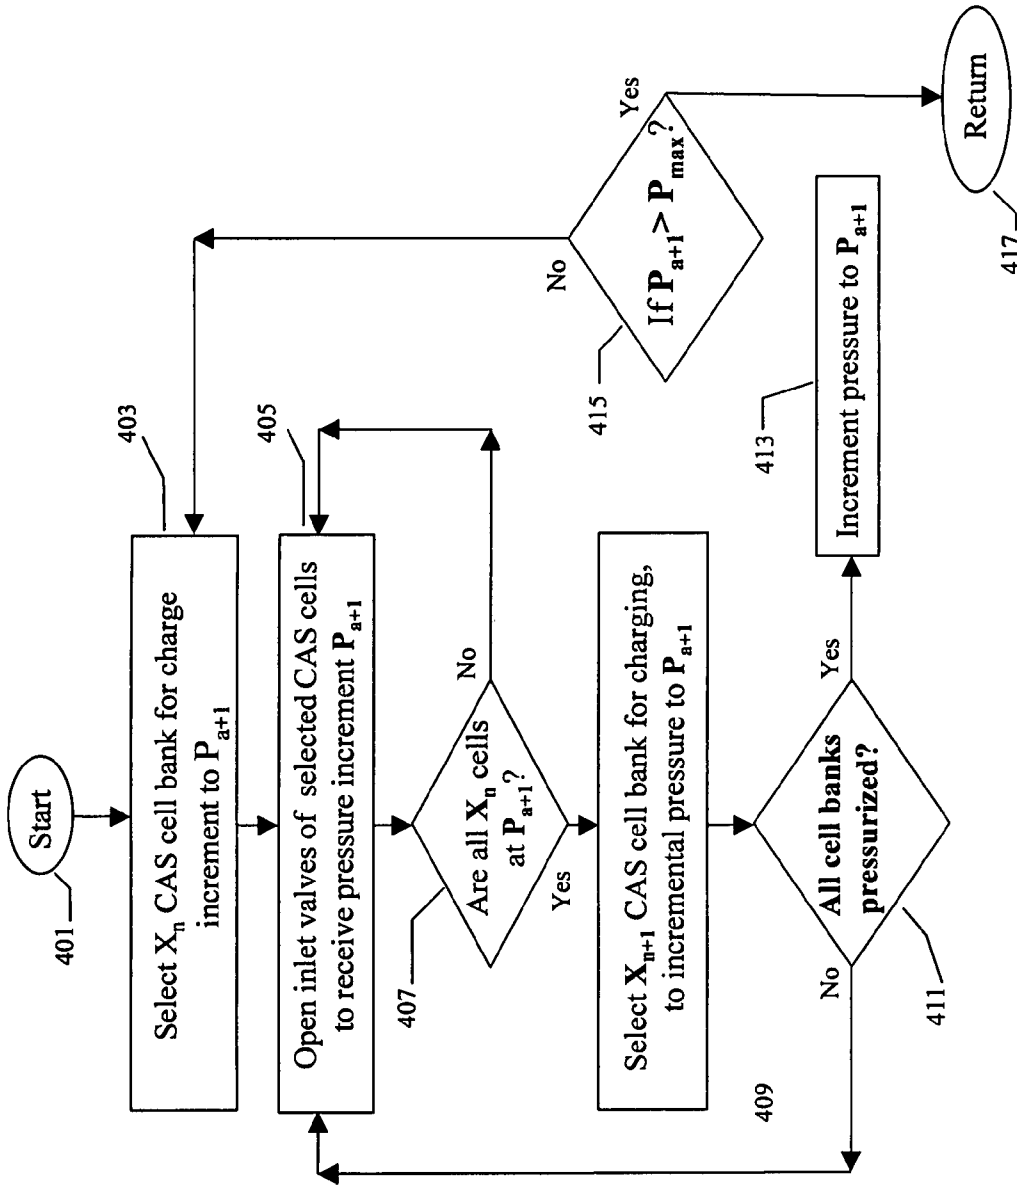 Start
401
Select Xn CAS cell bank for charge
increment to Pa+1
403
Open inlet valves of selected CAS cells
to receive pressure increment Pa+1
405
Are all Xn cells
at Pa+1?
407
No
Yes
Select Xn+1 CAS cell bank for charging,
to incremental pressure to Pa+1
409
All cell banks
pressurized?
411
No
Yes
Increment pressure to Pa+1
413
If Pa+1> Pmax?
415
No
Yes
Return
417